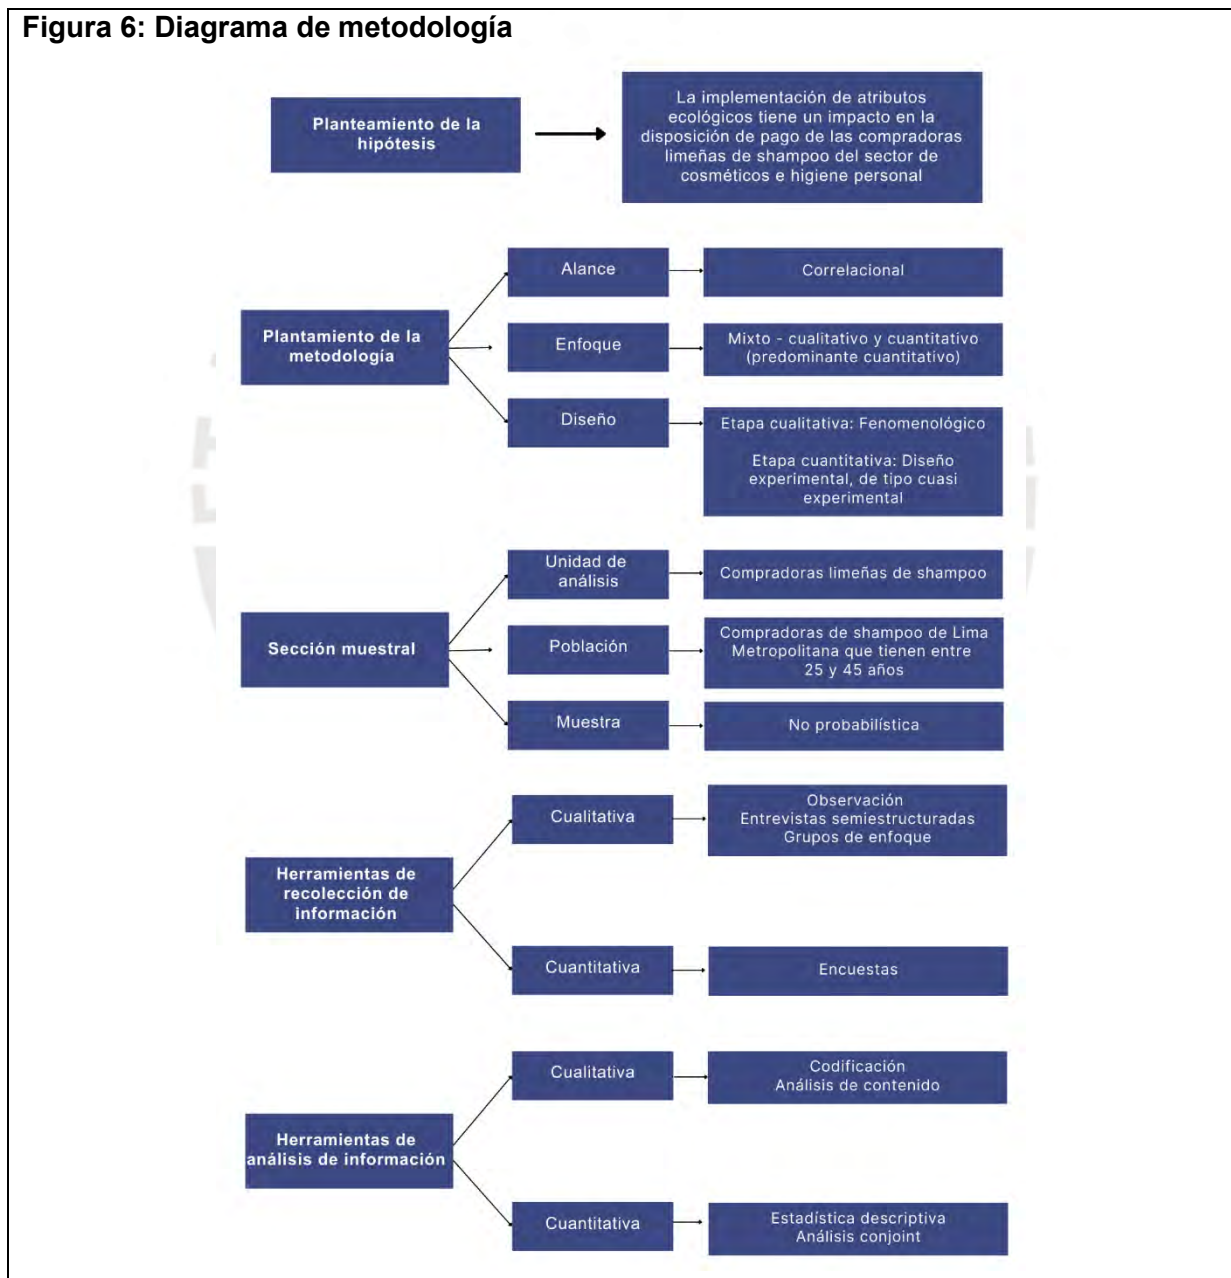 Figura 6: Diagrama de metodología
Planteamiento de la
hipótesis
La implementación de atributos
ecológicos tiene un impacto en la
disposición de pago de las compradoras
limeñas de shampoo del sector de
cosméticos e higiene personal
Plantamiento de la
metodología
Alance
Correlacional
Enfoque
Mixto - cualitativo y cuantitativo
(predominante cuantitativo)
Diseño
Etapa cualitativa: Fenomenológico
Etapa cuantitativa: Diseño
experimental, de tipo cuasi
experimental
Sección muestral
Unidad de
análisis
Compradoras limeñas de shampoo
Población
Compradoras de shampoo de Lima
Metropolitana que tienen entre
25 y 45 años
Muestra
No probabilística
Herramientas de
recolección de
información
Cualitativa
Observación
Entrevistas semiestructuradas
Grupos de enfoque
Cuantitativa
Encuestas
Herramientas de
análisis de información
Cualitativa
Codificación
Análisis de contenido
Cuantitativa
Estadística descriptiva
Análisis conjoint